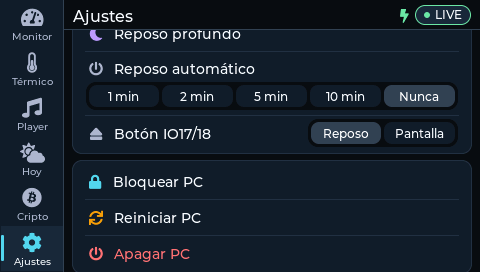 Ajustes
LIVE
Monitor
Térmico
Player
Hoy
Cripto
Ajustes
Reposo profundo
Reposo automático
1 min 2 min 5 min 10 min Nunca
Botón IO17/18 Reposo Pantalla
Bloquear PC
Reiniciar PC
Apagar PC